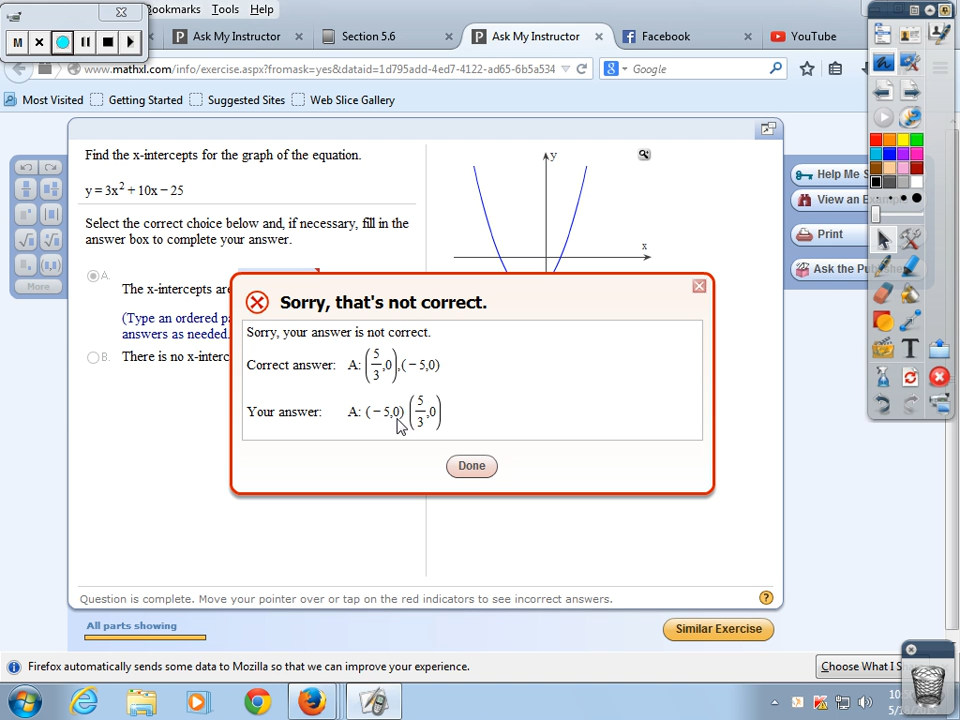 Bookmarks Tools Help
M
Ask My Instructor
Section 5.6
Ask My Instructor
Facebook
YouTube
www.mathxl.com/info/exercise.aspx?fromask=yes&dataid=1d795add-4ed7-4122-ad65-6b5a534
Google
Most Visited Getting Started Suggested Sites Web Slice Gallery
Find the x-intercepts for the graph of the equation.
y = 3x² + 10x − 25
Select the correct choice below and, if necessary, fill in the
answer box to complete your answer.
A.
The x-intercepts are
(Type an ordered pa
answers as needed.
B. There is no x-interc
More
y
x
Help Me S
View an Exam
Print
Ask the Publishe
Sorry, that's not correct.
Sorry, your answer is not correct.
Correct answer: A: (5/3,0),(−5,0)
Your answer: A: (−5,0) (5/3,0)
Done
Question is complete. Move your pointer over or tap on the red indicators to see incorrect answers.
All parts showing
Similar Exercise
Firefox automatically sends some data to Mozilla so that we can improve your experience.
Choose What I S